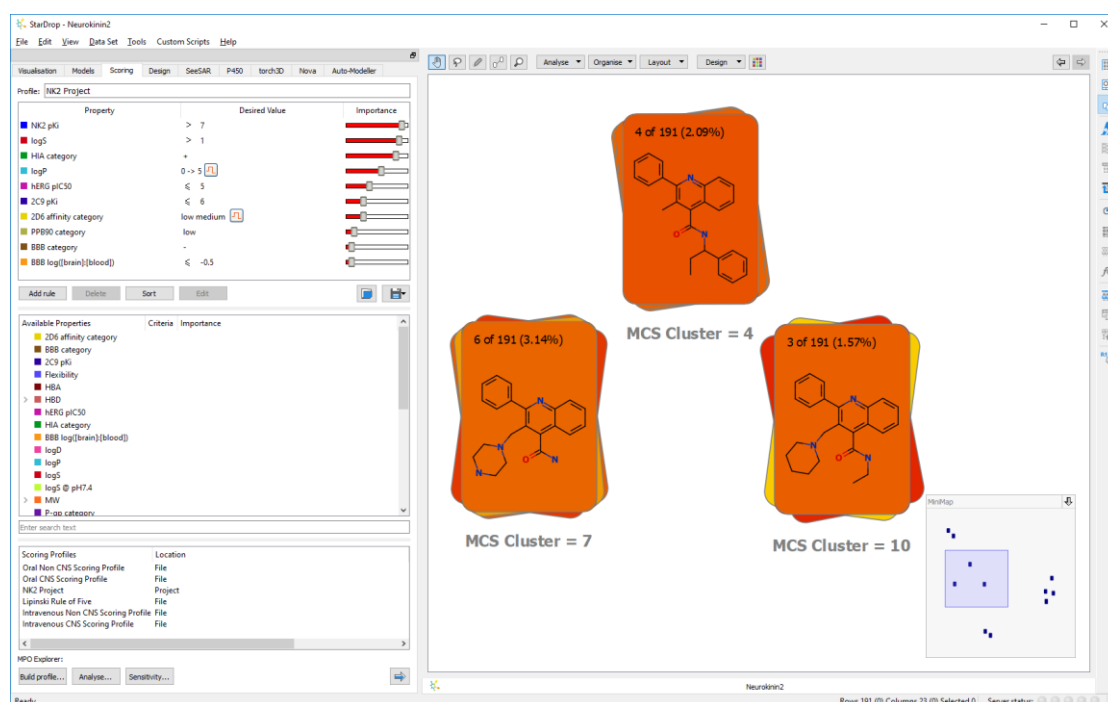 StarDrop - Neurokinin2
File Edit View Data Set Tools Custom Scripts Help
Visualisation Models Scoring Design SeeSAR P450 torch3D Nova Auto-Modeller
Profile: NK2 Project
Property Desired Value Importance
NK2 pKi > 7
logS > 1
HIA category +
logP 0 -> 5
hERG pIC50 ≤ 5
2C9 pKi ≤ 6
2D6 affinity category low medium
PPB90 category low
BBB category -
BBB log([brain]:[blood]) ≤ -0.5
Add rule Delete Sort Edit
Available Properties Criteria Importance
2D6 affinity category
BBB category
2C9 pKi
Flexibility
HBA
HBD
hERG pIC50
HIA category
BBB log([brain]:[blood])
logD
logP
logS
logS @ pH7.4
MW
P-gp category
Enter search text
Scoring Profiles Location
Oral Non CNS Scoring Profile File
Oral CNS Scoring Profile File
NK2 Project Project
Lipinski Rule of Five File
Intravenous Non CNS Scoring Profile File
Intravenous CNS Scoring Profile File
MPO Explorer:
Build profile... Analyse... Sensitivity...
Ready
Analyse Organise Layout Design
4 of 191 (2.09%)
N
O
N
MCS Cluster = 4
6 of 191 (3.14%)
N
N
N
O
N
MCS Cluster = 7
3 of 191 (1.57%)
N
N
O
N
MCS Cluster = 10
MiniMap
Neurokinin2
Rows 191 (0) Columns 23 (0) Selected 0 Server status: